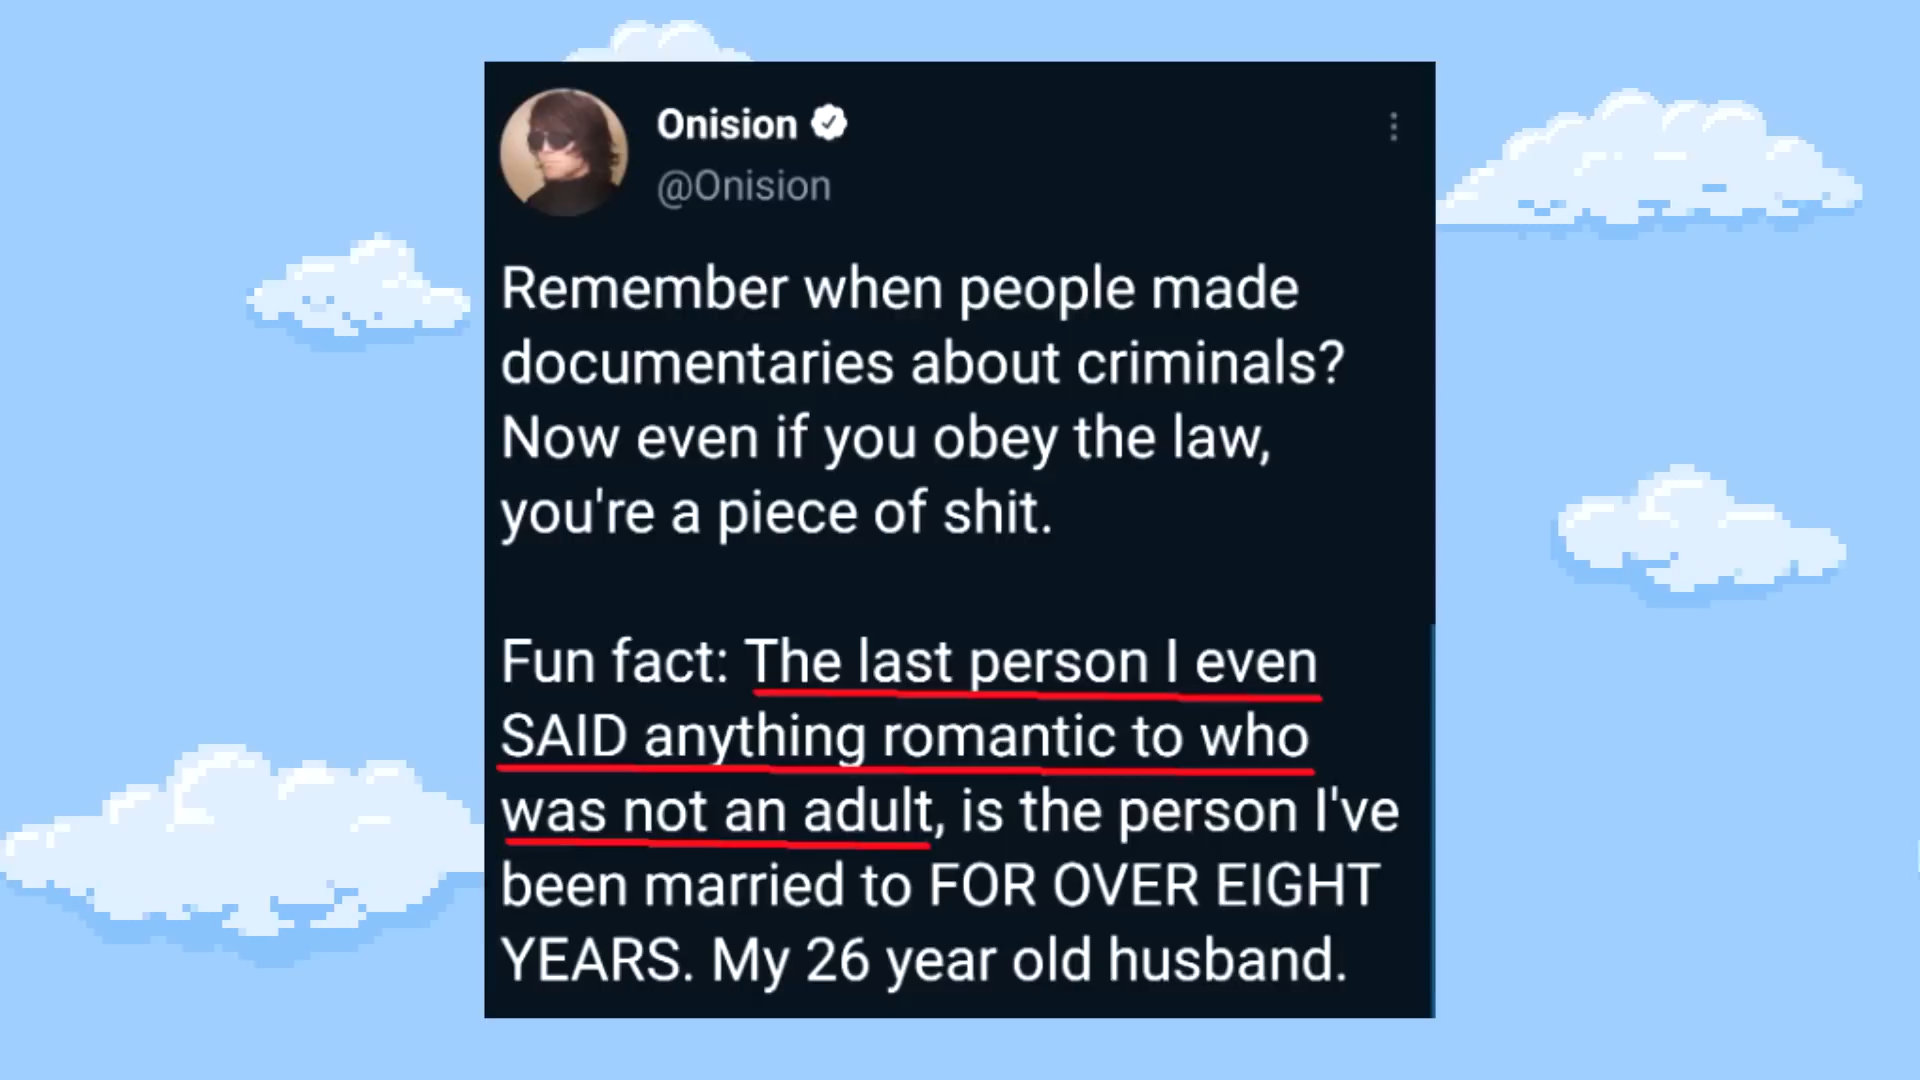 Onision
@Onision
Remember when people made
documentaries about criminals?
Now even if you obey the law,
you're a piece of shit.
Fun fact: The last person I even
SAID anything romantic to who
was not an adult, is the person I've
been married to FOR OVER EIGHT
YEARS. My 26 year old husband.